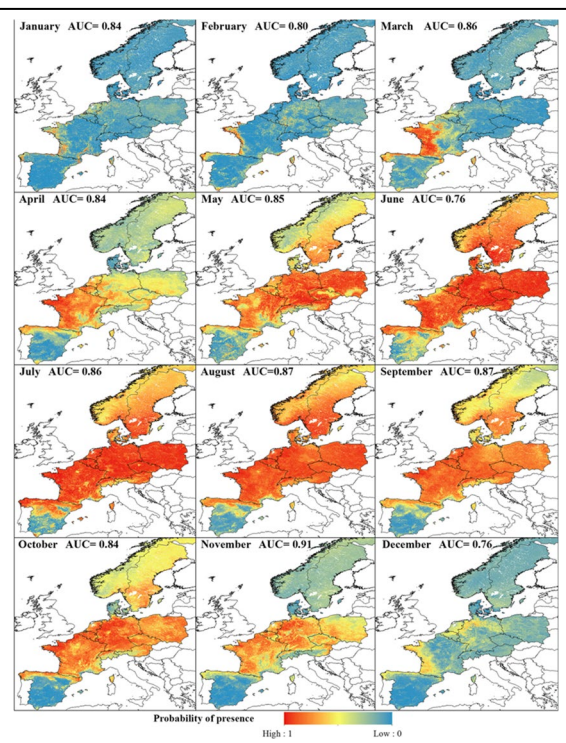 January AUC= 0.84
February AUC= 0.80
March AUC= 0.86
April AUC= 0.84
May AUC= 0.85
June AUC= 0.76
July AUC= 0.86
August AUC=0.87
September AUC= 0.87
October AUC= 0.84
November AUC= 0.91
December AUC= 0.76
Probability of presence
High : 1 Low : 0